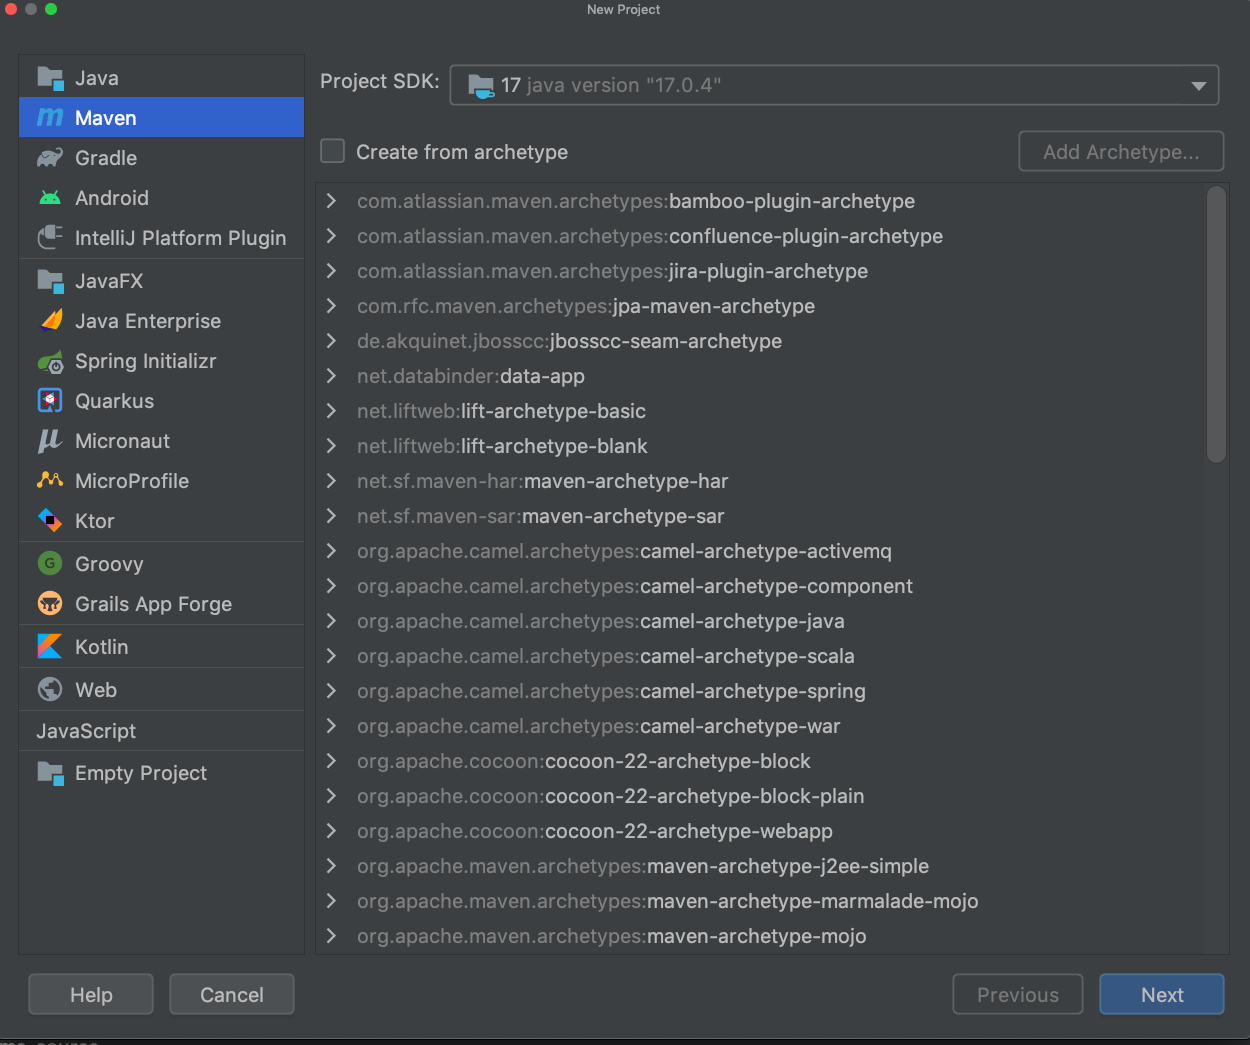 New Project
Java
Maven
Gradle
Android
IntelliJ Platform Plugin
JavaFX
Java Enterprise
Spring Initializr
Quarkus
Micronaut
MicroProfile
Ktor
Groovy
Grails App Forge
Kotlin
Web
JavaScript
Empty Project
Project SDK: 17 java version "17.0.4"
Create from archetype
Add Archetype...
com.atlassian.maven.archetypes:bamboo-plugin-archetype
com.atlassian.maven.archetypes:confluence-plugin-archetype
com.atlassian.maven.archetypes:jira-plugin-archetype
com.rfc.maven.archetypes:jpa-maven-archetype
de.akquinet.jbosscc:jbosscc-seam-archetype
net.databinder:data-app
net.liftweb:lift-archetype-basic
net.liftweb:lift-archetype-blank
net.sf.maven-har:maven-archetype-har
net.sf.maven-sar:maven-archetype-sar
org.apache.camel.archetypes:camel-archetype-activemq
org.apache.camel.archetypes:camel-archetype-component
org.apache.camel.archetypes:camel-archetype-java
org.apache.camel.archetypes:camel-archetype-scala
org.apache.camel.archetypes:camel-archetype-spring
org.apache.camel.archetypes:camel-archetype-war
org.apache.cocoon:cocoon-22-archetype-block
org.apache.cocoon:cocoon-22-archetype-block-plain
org.apache.cocoon:cocoon-22-archetype-webapp
org.apache.maven.archetypes:maven-archetype-j2ee-simple
org.apache.maven.archetypes:maven-archetype-marmalade-mojo
org.apache.maven.archetypes:maven-archetype-mojo
Help
Cancel
Previous
Next